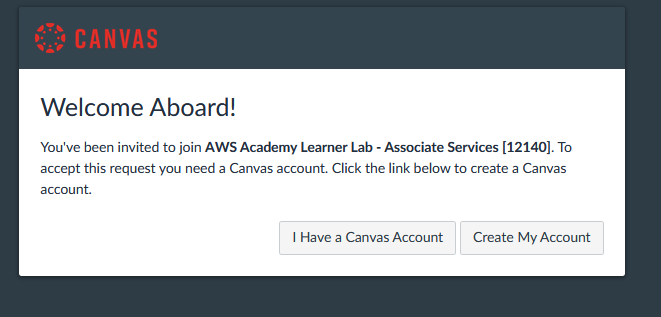 CANVAS
Welcome Aboard!
You've been invited to join AWS Academy Learner Lab - Associate Services [12140]. To
accept this request you need a Canvas account. Click the link below to create a Canvas
account.
I Have a Canvas Account
Create My Account